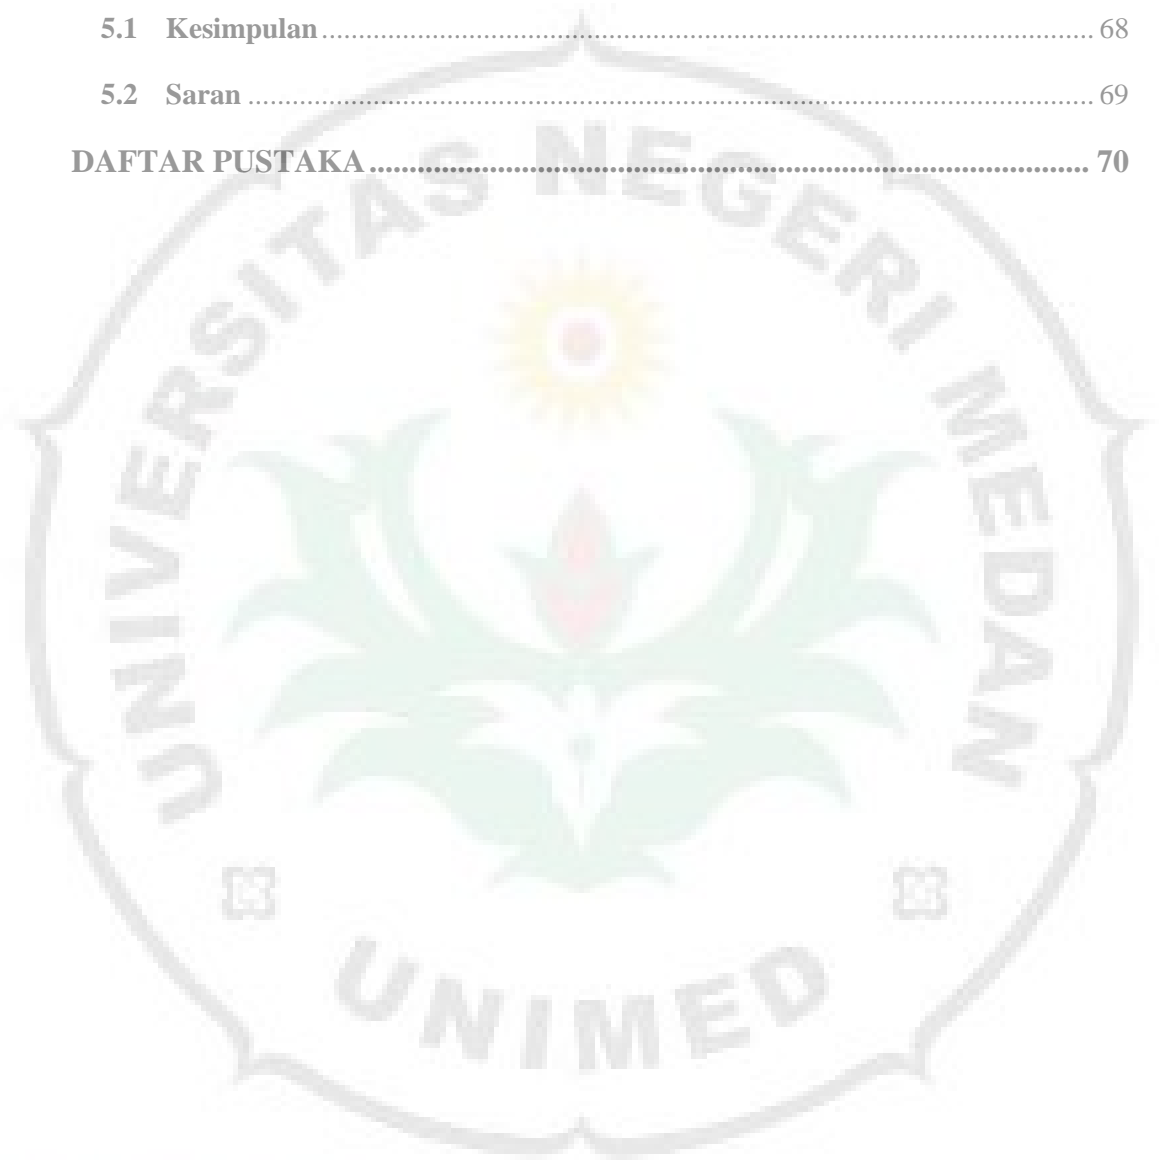 5.1 Kesimpulan........................................................................................................ 68
5.2 Saran .................................................................................................................. 69
DAFTAR PUSTAKA.......................................................................................... 70
UNIVERSITAS NEGERI MEDAN
UNIMED